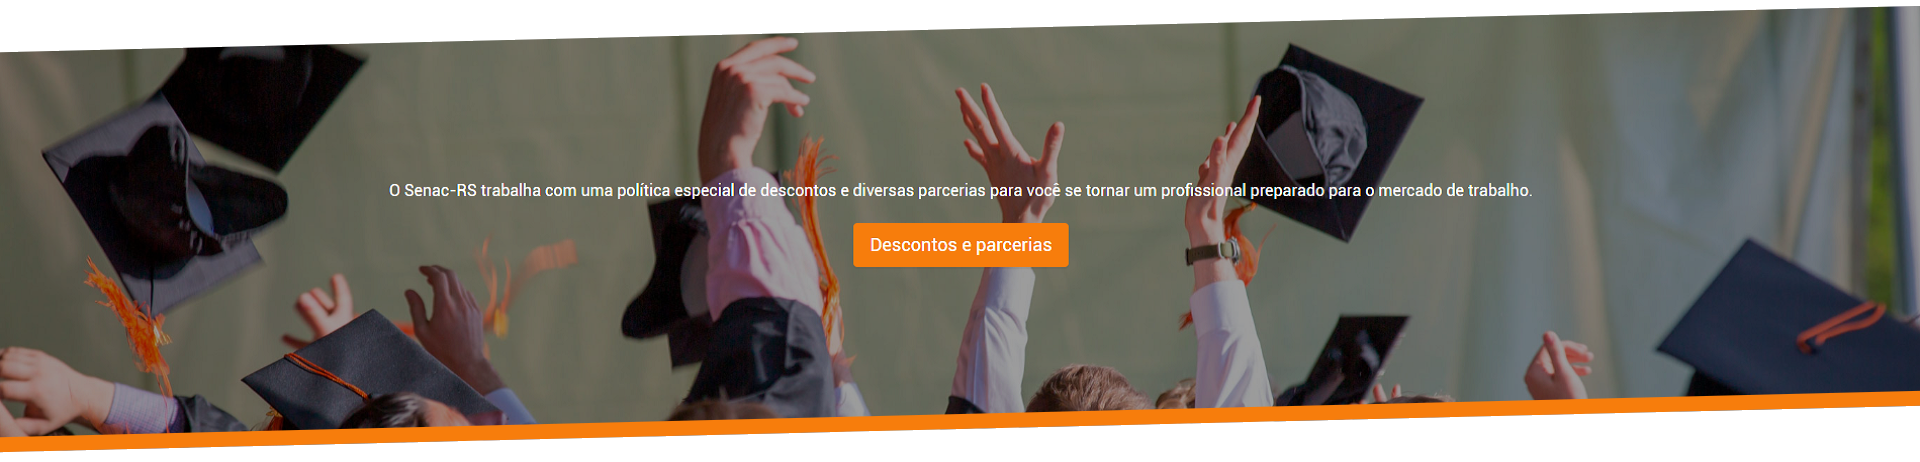 O Senac-RS trabalha com uma política especial de descontos e diversas parcerias para você se tornar um profissional preparado para o mercado de trabalho.
Descontos e parcerias